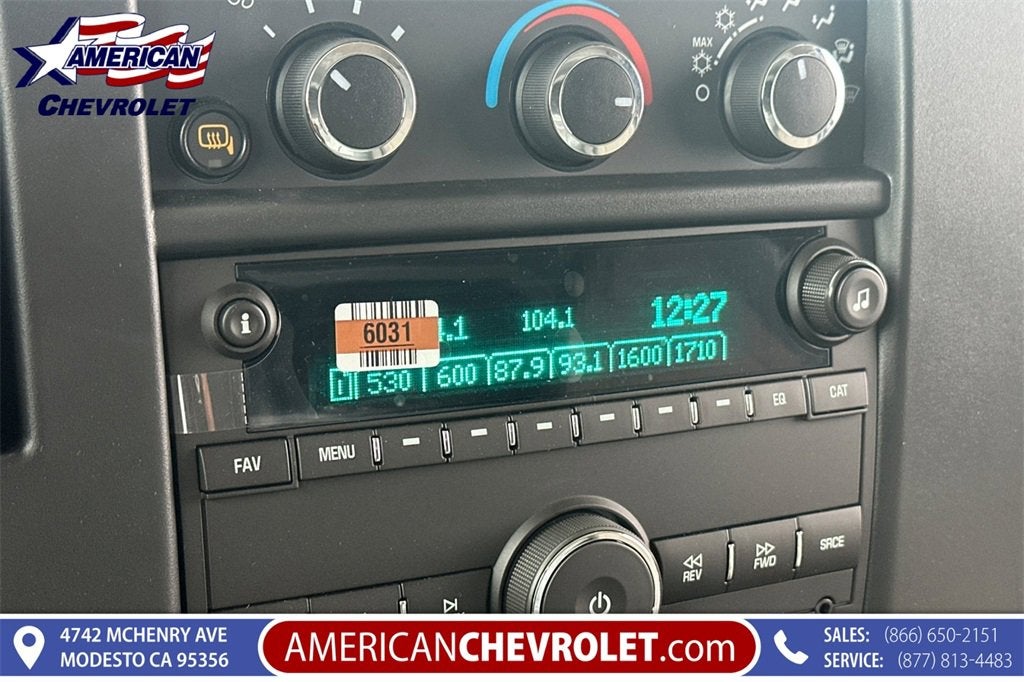 AMERICAN
CHEVROLET
MAX
6031
.1
104.1
12:27
530 600 87.9 93.1 1600 1710
i
FAV
MENU
EQ
CAT
REV
FWD
SRCE
4742 MCHENRY AVE
MODESTO CA 95356
AMERICANCHEVROLET.com
SALES: (866) 650-2151
SERVICE: (877) 813-4483